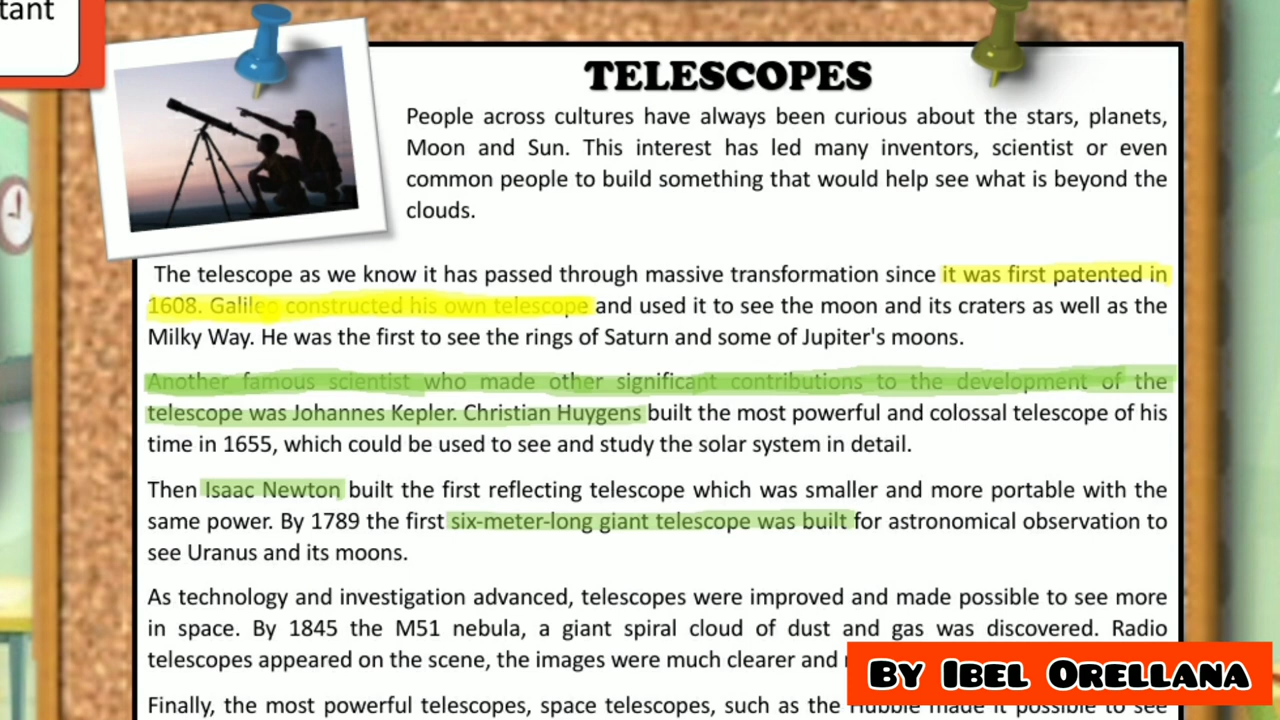 tant
TELESCOPES
People across cultures have always been curious about the stars, planets,
Moon and Sun. This interest has led many inventors, scientist or even
common people to build something that would help see what is beyond the
clouds.
The telescope as we know it has passed through massive transformation since it was first patented in
1608. Galileo constructed his own telescope and used it to see the moon and its craters as well as the
Milky Way. He was the first to see the rings of Saturn and some of Jupiter's moons.
Another famous scientist who made other significant contributions to the development of the
telescope was Johannes Kepler. Christian Huygens built the most powerful and colossal telescope of his
time in 1655, which could be used to see and study the solar system in detail.
Then Isaac Newton built the first reflecting telescope which was smaller and more portable with the
same power. By 1789 the first six-meter-long giant telescope was built for astronomical observation to
see Uranus and its moons.
As technology and investigation advanced, telescopes were improved and made possible to see more
in space. By 1845 the M51 nebula, a giant spiral cloud of dust and gas was discovered. Radio
telescopes appeared on the scene, the images were much clearer and
Finally, the most powerful telescopes, space telescopes, such as the Hubble made it possible to see
By Ibel Orellana